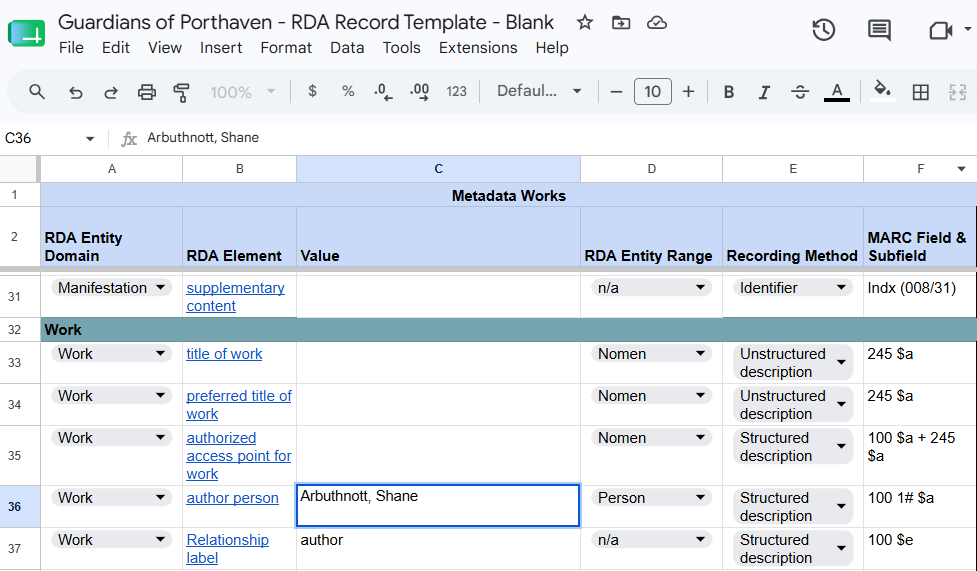 Guardians of Porthaven - RDA Record Template - Blank
File Edit View Insert Format Data Tools Extensions Help
100% $ % .0 .00 123 Defaul... − 10 + B I S A
C36 fx Arbuthnott, Shane
A B C D E F
1 Metadata Works
2 RDA Entity Domain RDA Element Value RDA Entity Range Recording Method MARC Field & Subfield
31 Manifestation supplementary content n/a Identifier Indx (008/31)
32 Work
33 Work title of work Nomen Unstructured description 245 $a
34 Work preferred title of work Nomen Unstructured description 245 $a
35 Work authorized access point for work Nomen Structured description 100 $a + 245 $a
36 Work author person Arbuthnott, Shane Person Structured description 100 1# $a
37 Work Relationship label author n/a Structured description 100 $e